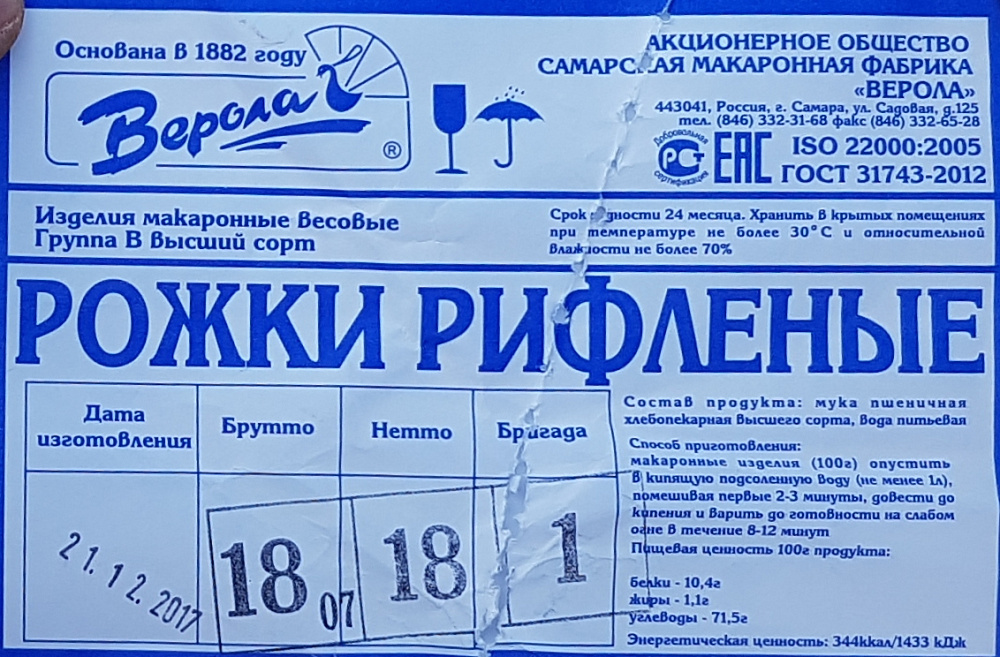 Основана в 1882 году
Верола
®
АКЦИОНЕРНОЕ ОБЩЕСТВО
САМАРСКАЯ МАКАРОННАЯ ФАБРИКА
«ВЕРОЛА»
443041, Россия, г. Самара, ул. Садовая, д.125
тел. (846) 332-31-68 факс (846) 332-65-28
Добровольная
РСТ
сертификация
ЕАС
ISO 22000:2005
ГОСТ 31743-2012
Изделия макаронные весовые
Группа В высший сорт
Срок годности 24 месяца. Хранить в крытых помещениях
при температуре не более 30°С и относительной
влажности не более 70%
РОЖКИ РИФЛЕНЫЕ
Дата
изготовления
Брутто
Нетто
Бригада
21.12.2017
18 07
18
1
Состав продукта: мука пшеничная
хлебопекарная высшего сорта, вода питьевая
Способ приготовления:
макаронные изделия (100г) опустить
в кипящую подсоленную воду (не менее 1л),
помешивая первые 2-3 минуты, довести до
кипения и варить до готовности на слабом
огне в течение 8-12 минут
Пищевая ценность 100г продукта:
белки - 10,4г
жиры - 1,1г
углеводы - 71,5г
Энергетическая ценность: 344ккал/1433 кДж